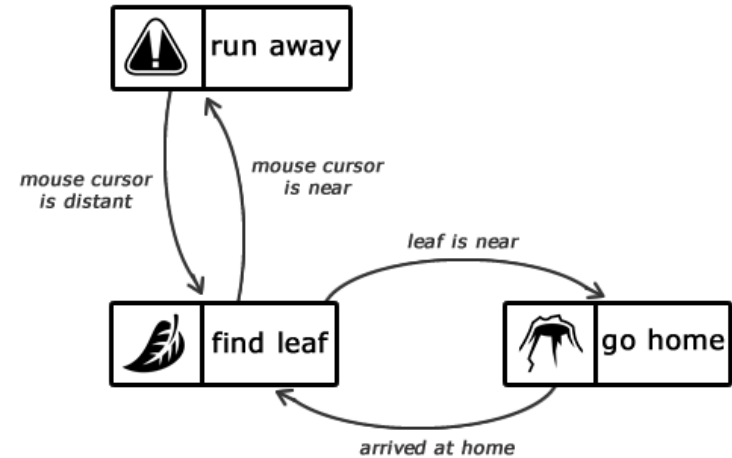 run away
mouse cursor
is distant
mouse cursor
is near
leaf is near
find leaf
go home
arrived at home